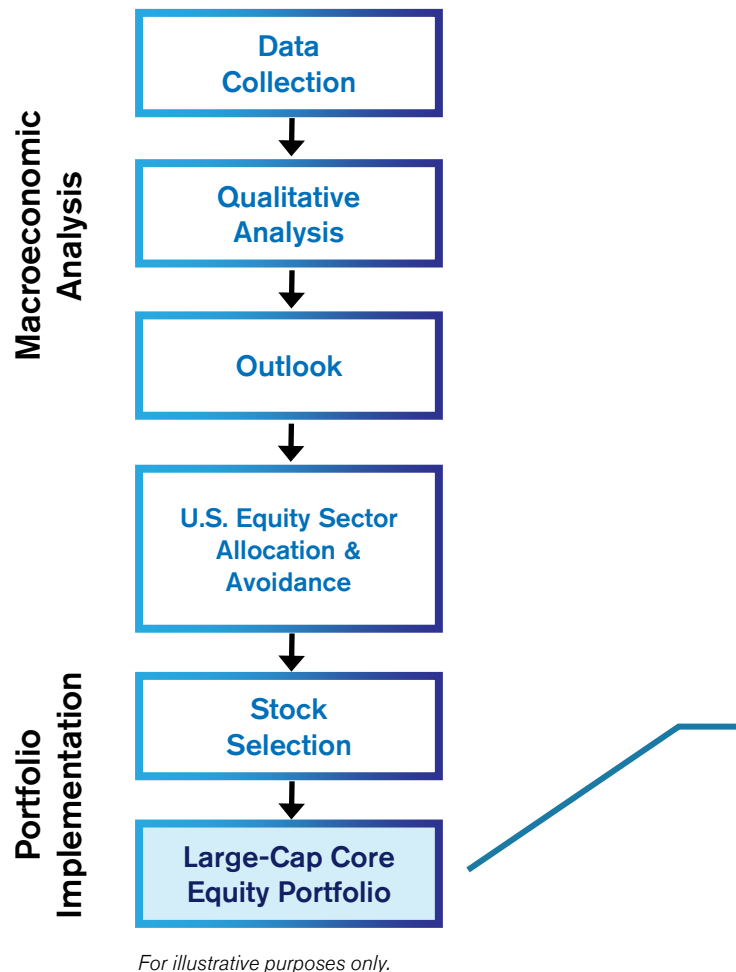 Macroeconomic
Analysis
Data
Collection
Qualitative
Analysis
Outlook
U.S. Equity Sector
Allocation &
Avoidance
Portfolio
Implementation
Stock
Selection
Large-Cap Core
Equity Portfolio
For illustrative purposes only.